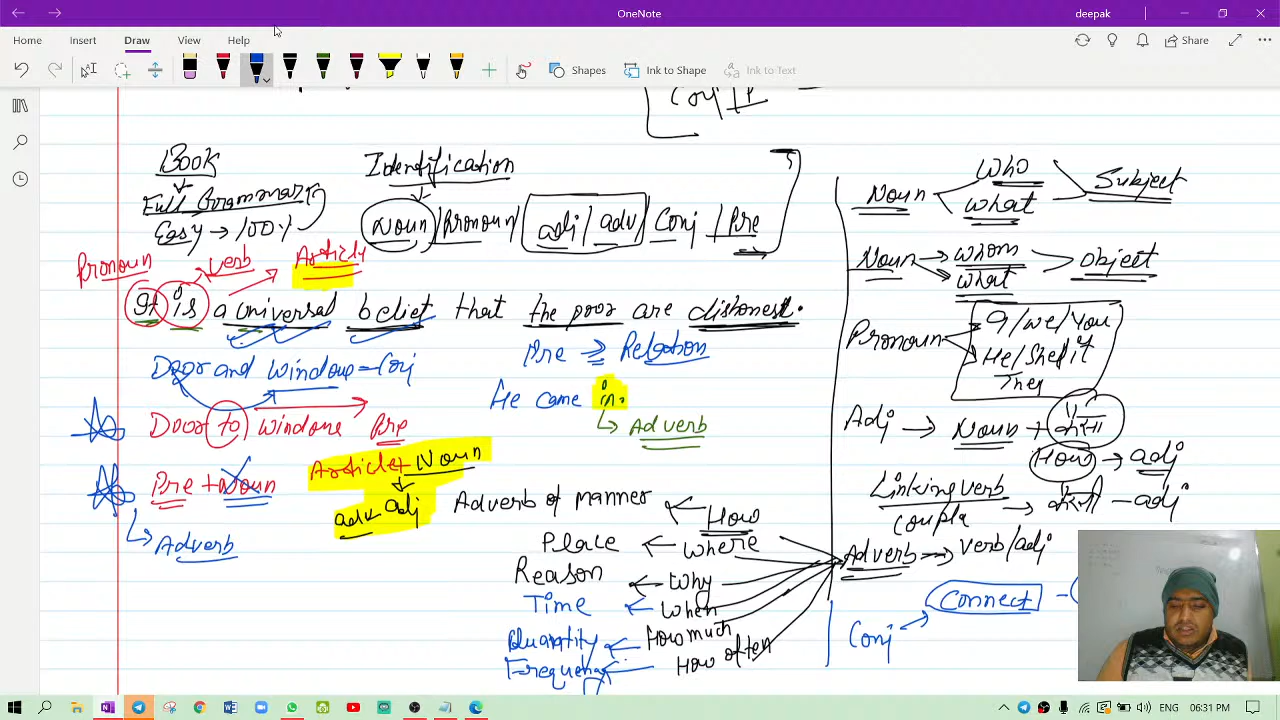 OneNote
deepak
Home Insert Draw View Help
Share
Shapes Ink to Shape Ink to Text
Conj / P
Book
Full Grammar
Easy → 100%
Identification
Noun / Pronoun / adj / adv / Conj / Pre
Pronoun verb Article
It is a universal belief that the poor are dishonest.
Door and windone = Conj
Pre ⇒ Relation
He came in.
Adverb
Door to windone Pre
Pre + Noun
Adverb
Article + Noun
adv adj
Adverb of manner ← How
Place ← where
Reason ← Why
Time ← when
Quantity ← How much
Frequency ← How often
Noun Who what Subject
Noun → whom what object
Pronoun I / we / You
He / She / it
They
Adj → Noun +
How → adj
Linking verb
Coupla → - adj
Adverb → Verb / adj
Connect -
Conj
ENG 06:31 PM